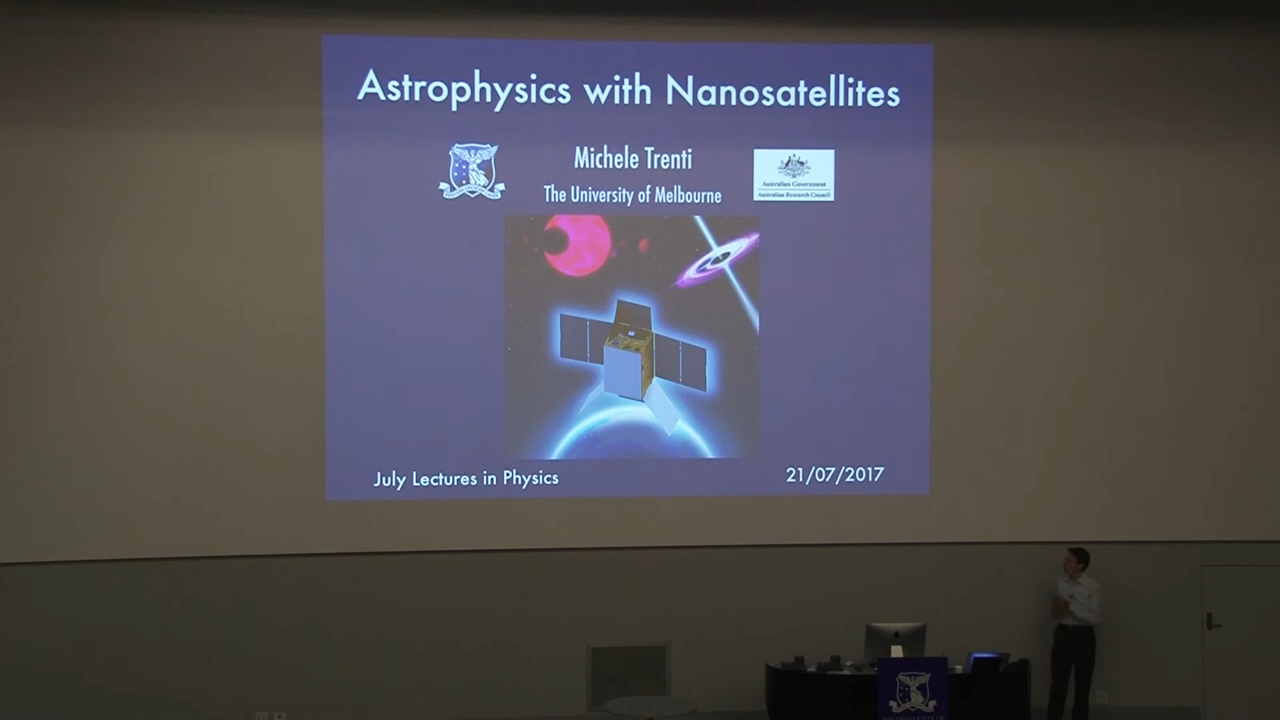 Astrophysics with Nanosatellites
Michele Trenti
The University of Melbourne
Australian Government
Australian Research Council
July Lectures in Physics
21/07/2017